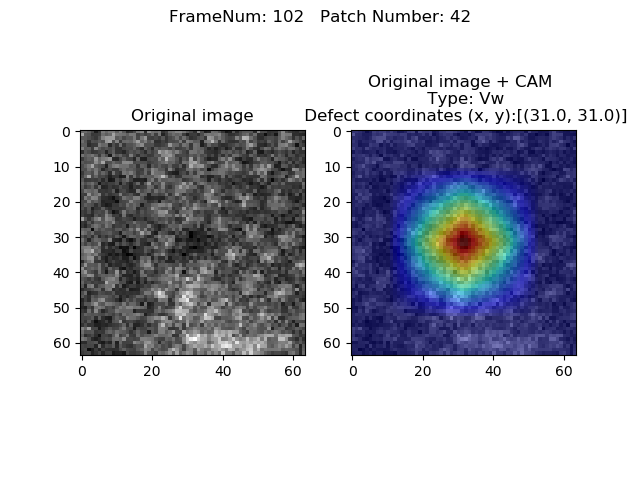 FrameNum: 102   Patch Number: 42
Original image
0
10
20
30
40
50
60
0 20 40 60
Original image + CAM
Type: Vw
Defect coordinates (x, y):[(31.0, 31.0)]
0
10
20
30
40
50
60
0 20 40 60